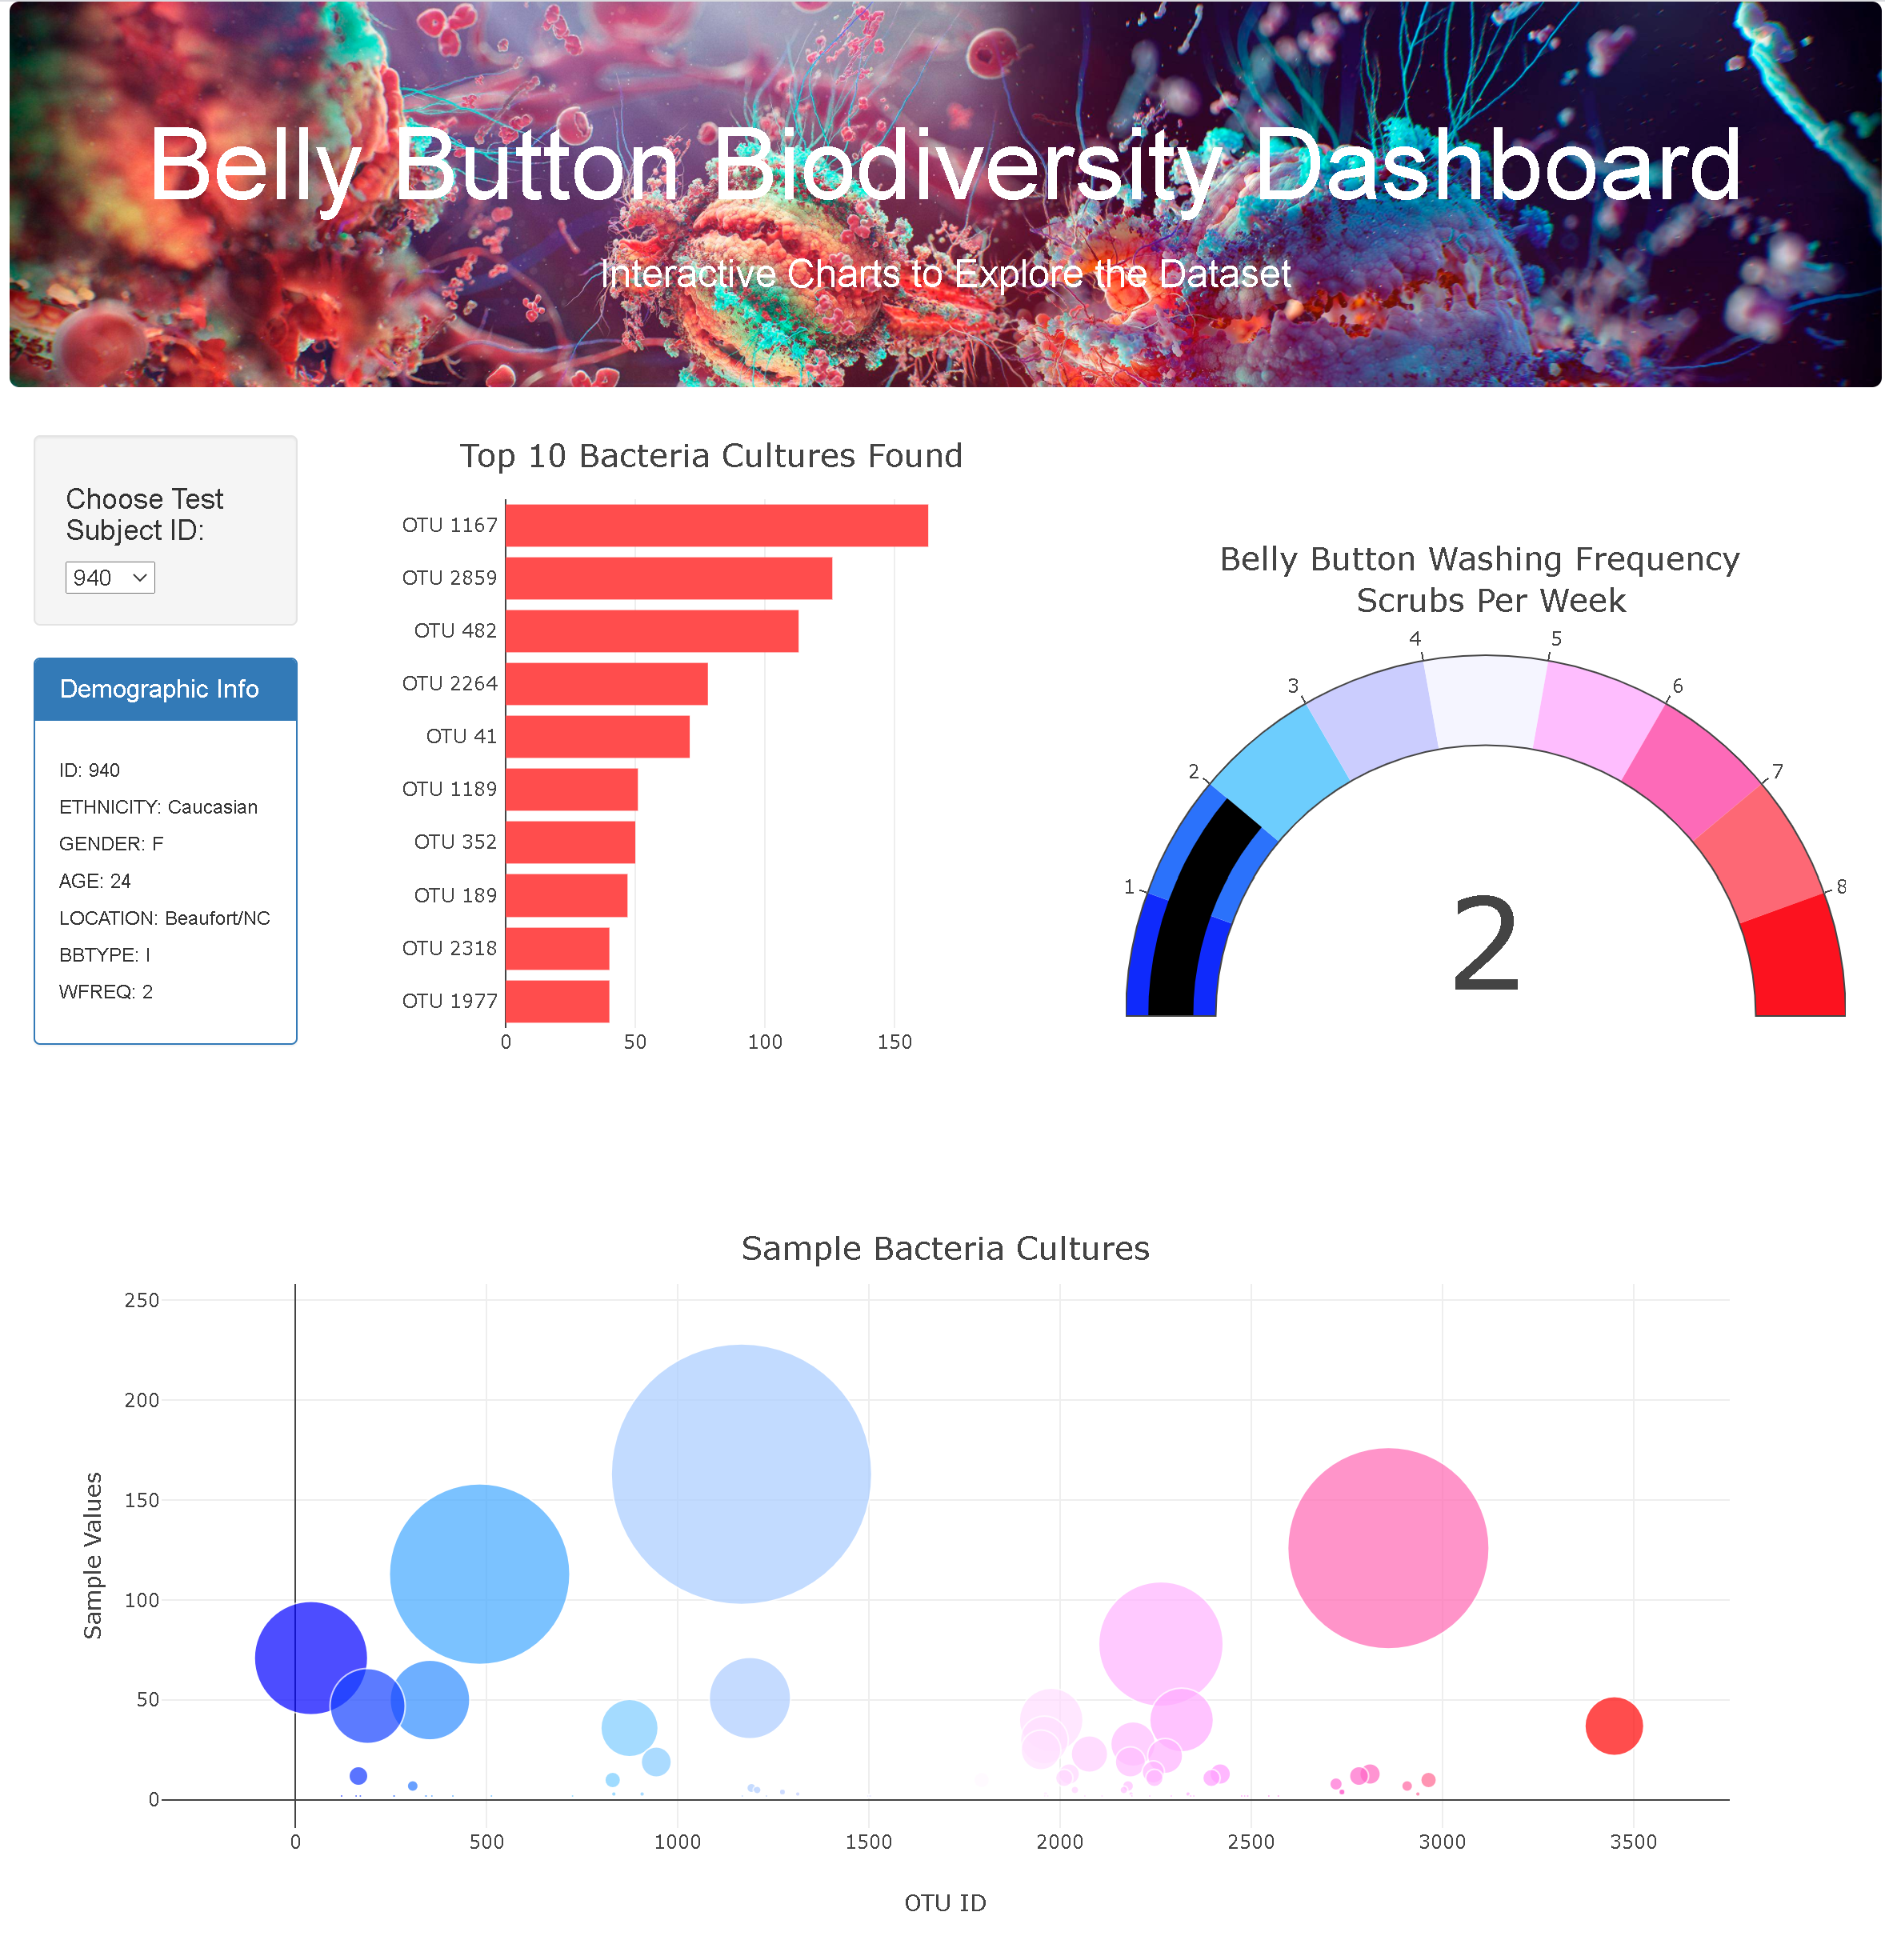 Belly Button Biodiversity Dashboard
Interactive Charts to Explore the Dataset
Choose Test
Subject ID:
940
Demographic Info
ID: 940
ETHNICITY: Caucasian
GENDER: F
AGE: 24
LOCATION: Beaufort/NC
BBTYPE: I
WFREQ: 2
Top 10 Bacteria Cultures Found
OTU 1167
OTU 2859
OTU 482
OTU 2264
OTU 41
OTU 1189
OTU 352
OTU 189
OTU 2318
OTU 1977
0 50 100 150
Belly Button Washing Frequency
Scrubs Per Week
1
2
3
4
5
6
7
8
2
Sample Bacteria Cultures
Sample Values
250
200
150
100
50
0
0 500 1000 1500 2000 2500 3000 3500
OTU ID